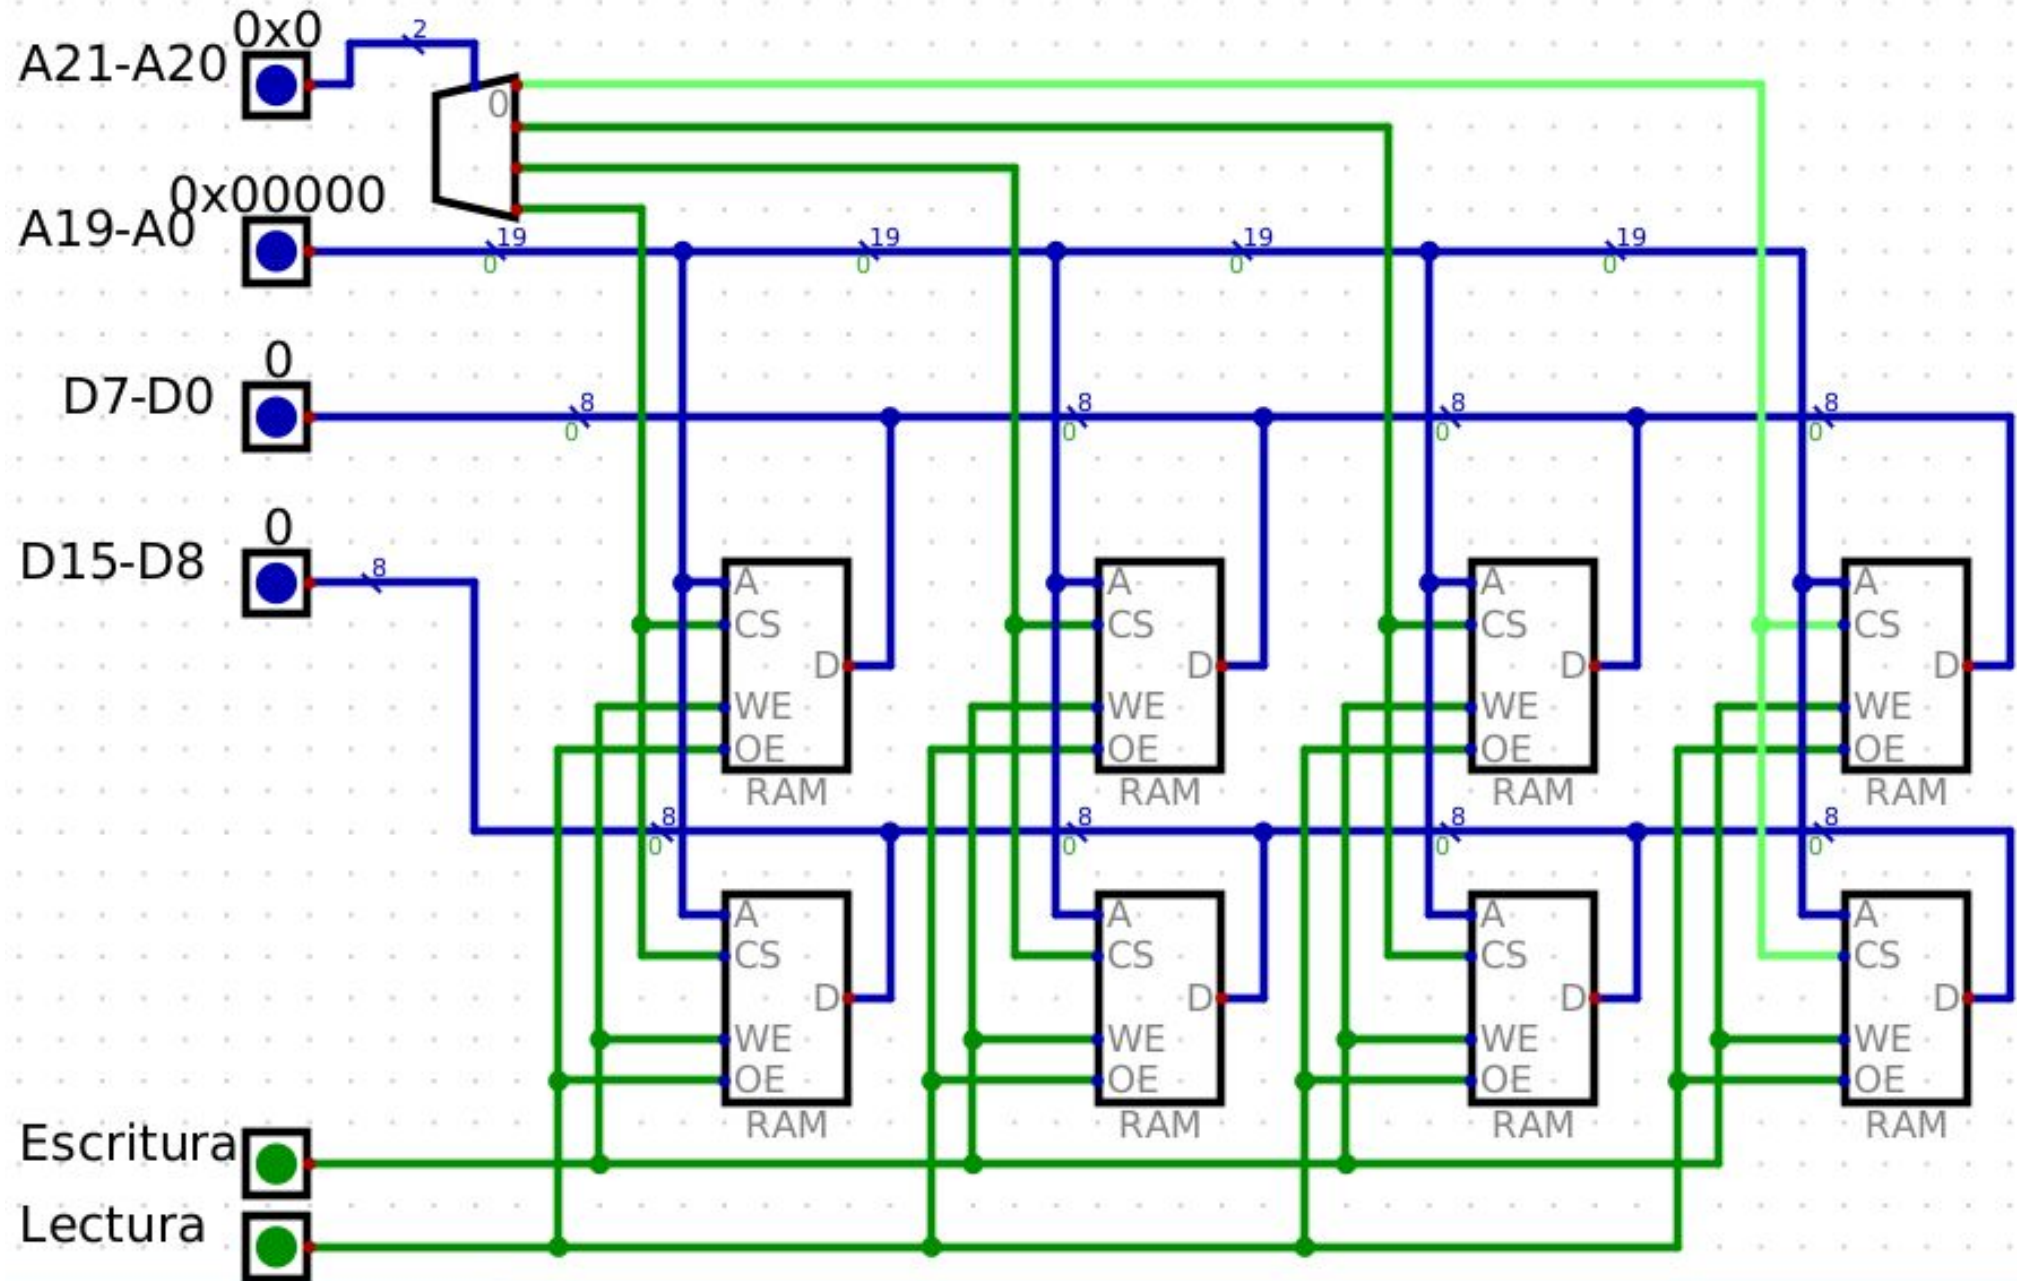 0x0
2
A21-A20
0
0x00000
A19-A0
19 19 19 19
0 0 0 0
0
D7-D0
8 8 8 8
0 0 0 0
0
D15-D8
8
A A A A
CS CS CS CS
D D D D
WE WE WE WE
OE OE OE OE
RAM RAM RAM RAM
8 8 8 8
0 0 0 0
A A A A
CS CS CS CS
D D D D
WE WE WE WE
OE OE OE OE
RAM RAM RAM RAM
Escritura
Lectura